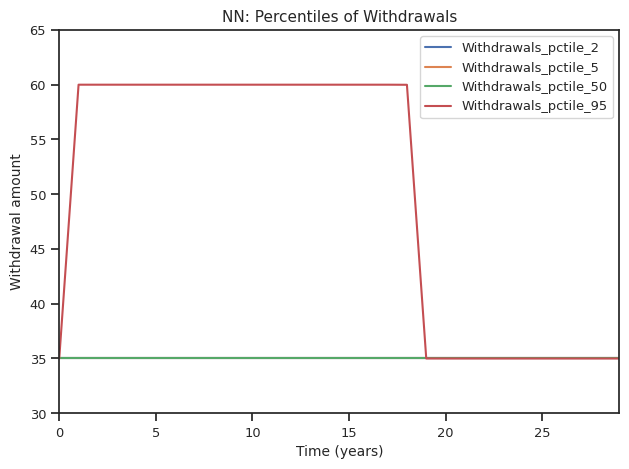 NN: Percentiles of Withdrawals
65
60
55
50
45
40
35
30
Withdrawal amount
Withdrawals_pctile_2
Withdrawals_pctile_5
Withdrawals_pctile_50
Withdrawals_pctile_95
0 5 10 15 20 25
Time (years)